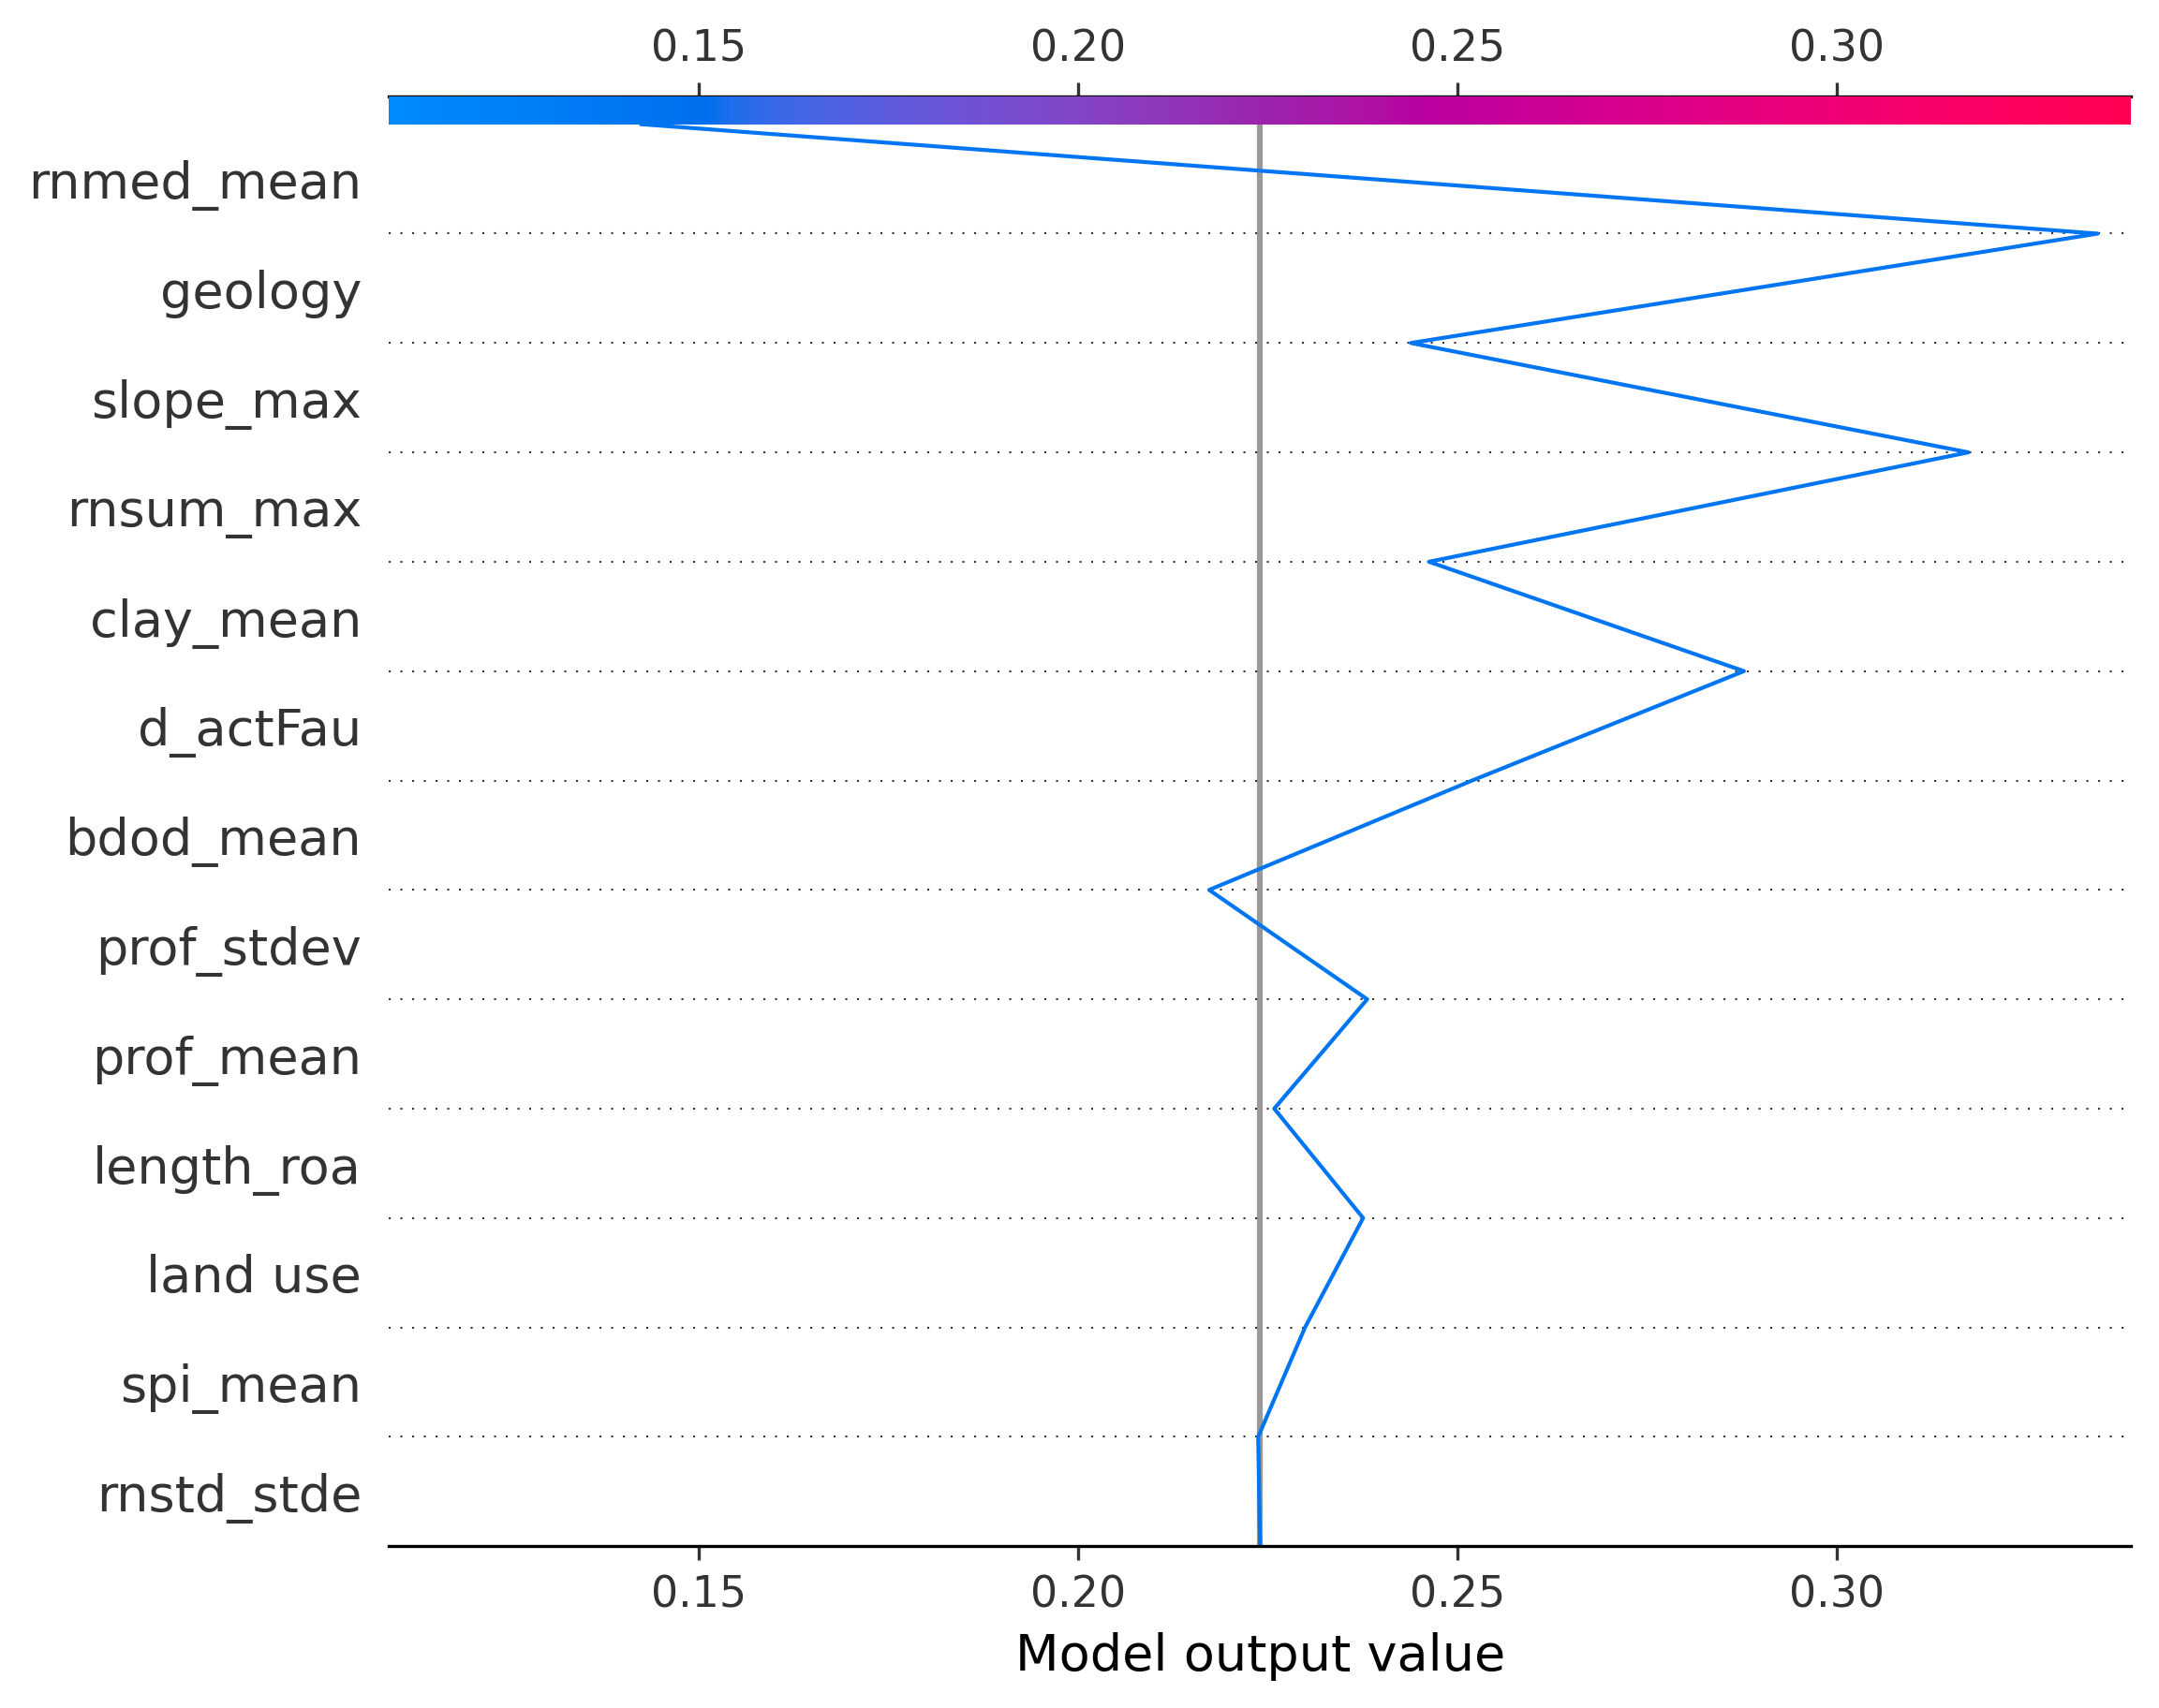 0.15 0.20 0.25 0.30
rnmed_mean
geology
slope_max
rnsum_max
clay_mean
d_actFau
bdod_mean
prof_stdev
prof_mean
length_roa
land use
spi_mean
rnstd_stde
0.15 0.20 0.25 0.30
Model output value